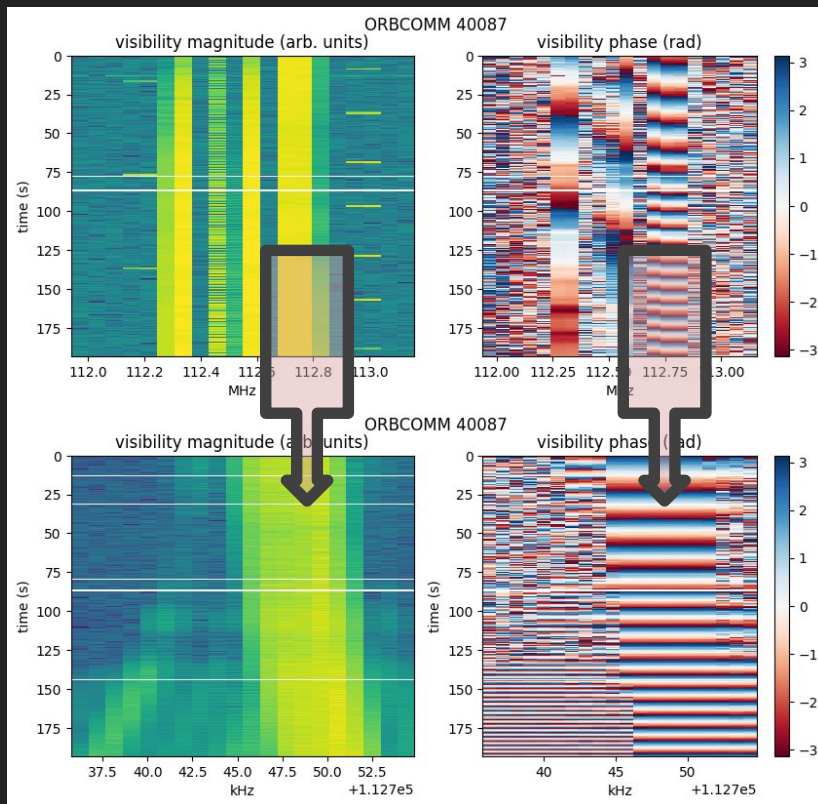 ORBCOMM 40087
visibility magnitude (arb. units)
visibility phase (rad)
0
25
50
75
100
125
150
175
time (s)
112.0 112.2 112.4 112.8 113.0
MHz
0
25
50
75
100
125
150
175
112.00 112.25 112.75 113.00
3
2
1
0
−1
−2
−3
ORBCOMM 40087
visibility magnitude (arb. units)
visibility phase (rad)
0
25
50
75
100
125
150
175
time (s)
37.5 40.0 42.5 45.0 47.5 50.0 52.5
kHz
+1.127e5
0
25
50
75
100
125
150
175
time (s)
40 45 50
kHz
+1.127e5
3
2
1
0
−1
−2
−3